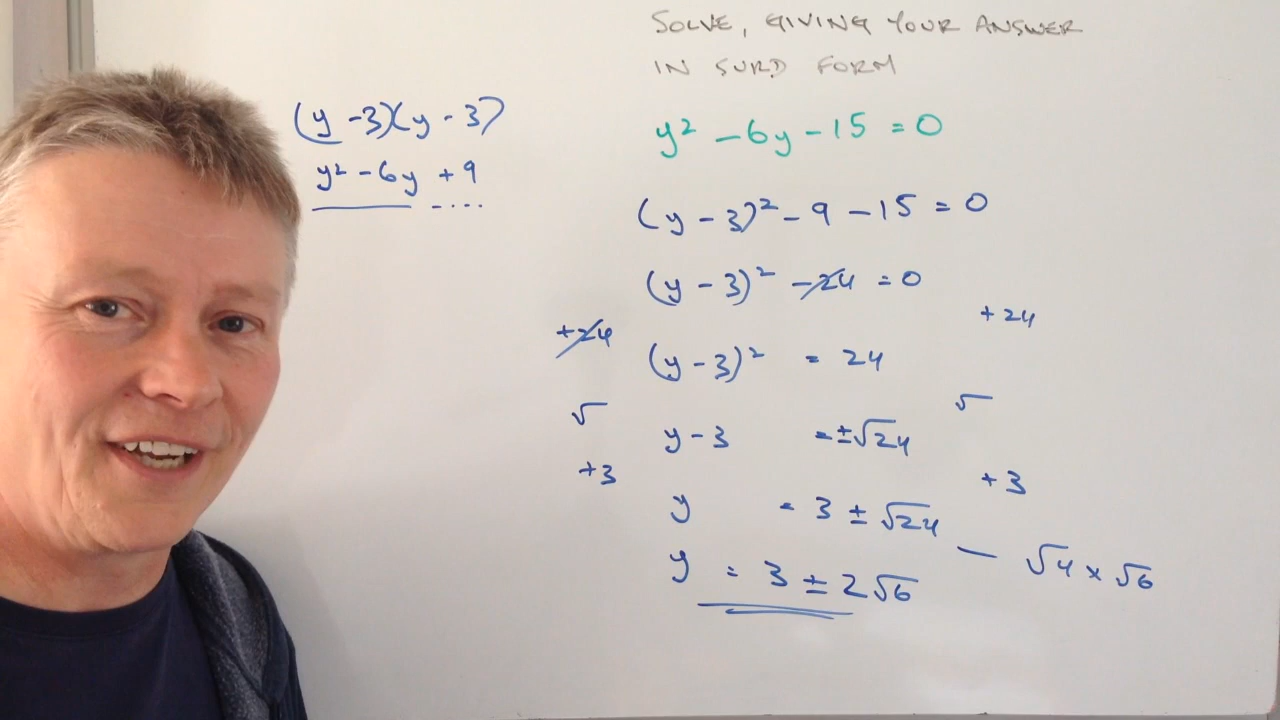 SOLVE, GIVING YOUR ANSWER
IN SURD FORM
(y - 3)(y - 3)
y² - 6y + 9
y² - 6y - 15 = 0
(y - 3)² - 9 - 15 = 0
(y - 3)² - 24 = 0
+24 +24
(y - 3)² = 24
√ √
y - 3 = ±√24
+3 +3
y = 3 ± √24
— √4 × √6
y = 3 ± 2√6